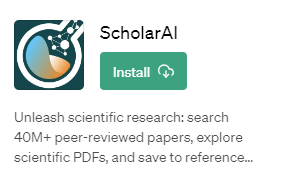 ScholarAI
Install
Unleash scientific research: search
40M+ peer-reviewed papers, explore
scientific PDFs, and save to reference...